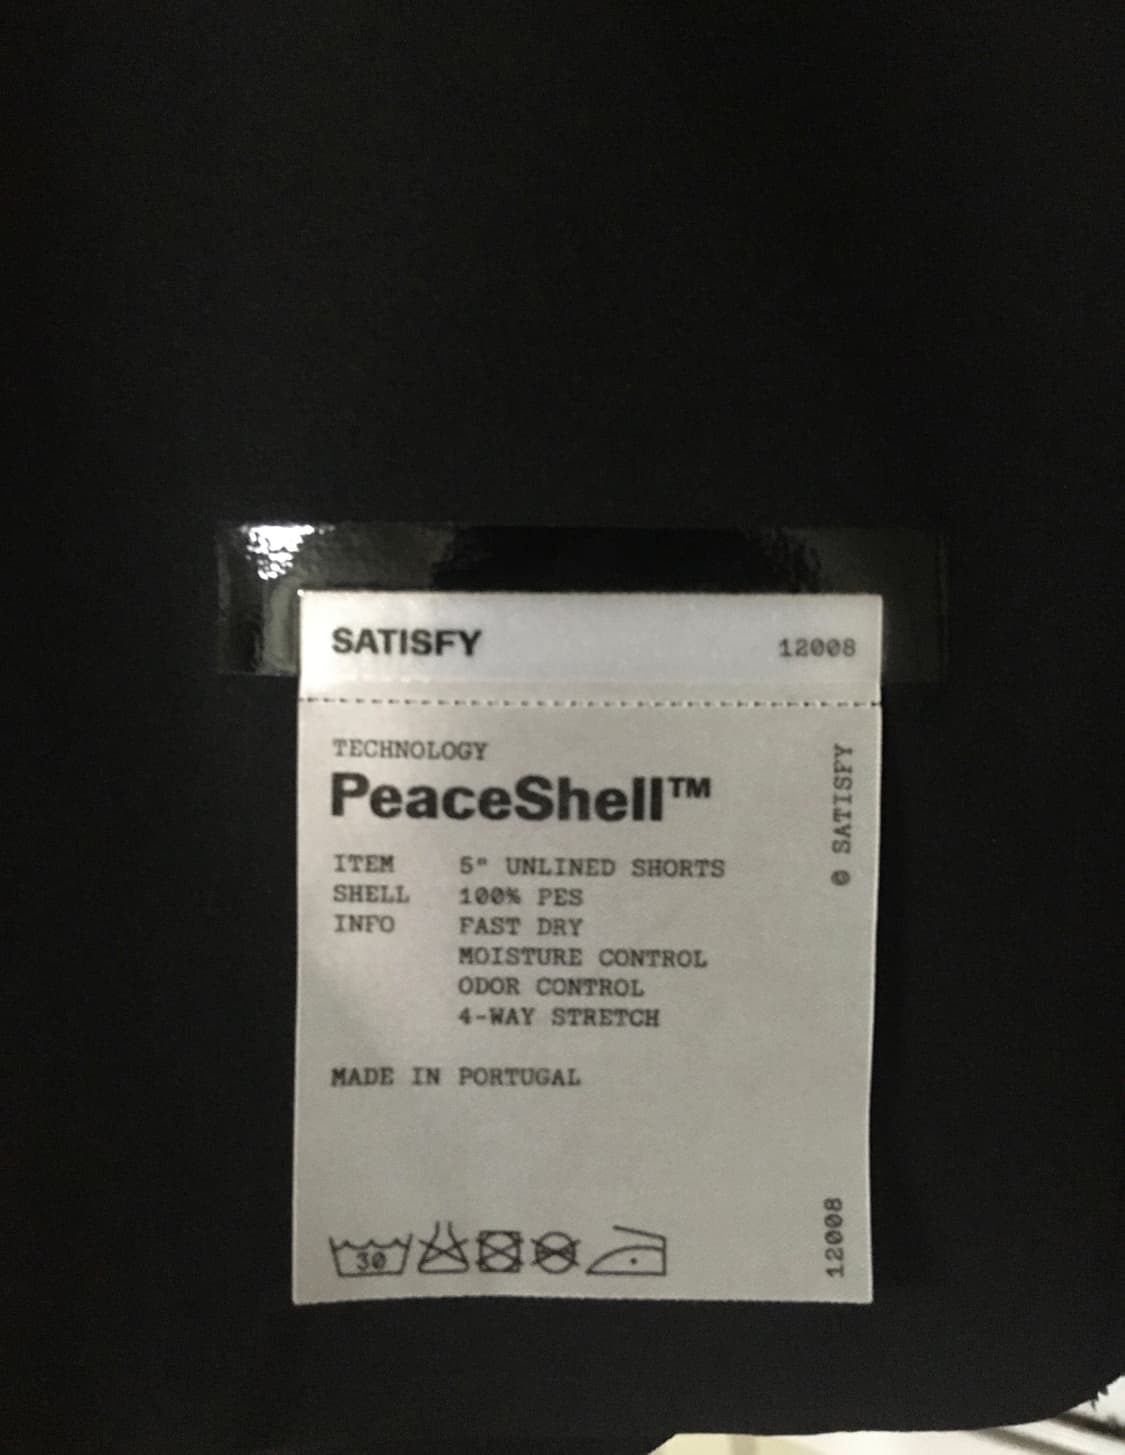 SATISFY 12008
TECHNOLOGY
PeaceShell™
ITEM 5" UNLINED SHORTS
SHELL 100% PES
INFO FAST DRY
MOISTURE CONTROL
ODOR CONTROL
4-WAY STRETCH
MADE IN PORTUGAL
30
© SATISFY
12008